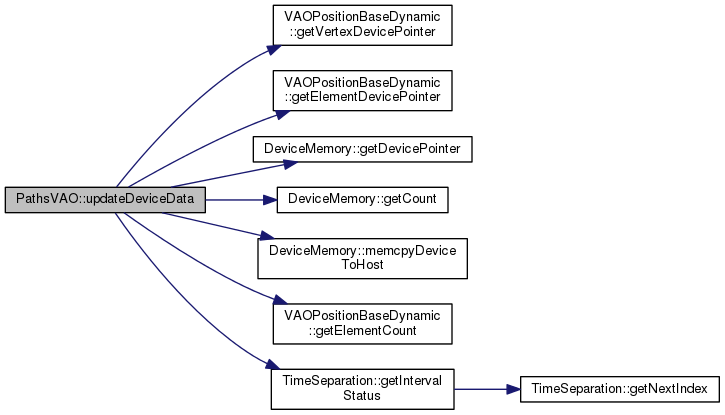 VAOPositionBaseDynamic
::getVertexDevicePointer
VAOPositionBaseDynamic
::getElementDevicePointer
DeviceMemory::getDevicePointer
PathsVAO::updateDeviceData
DeviceMemory::getCount
DeviceMemory::memcpyDevice
ToHost
VAOPositionBaseDynamic
::getElementCount
TimeSeparation::getInterval
Status
TimeSeparation::getNextIndex